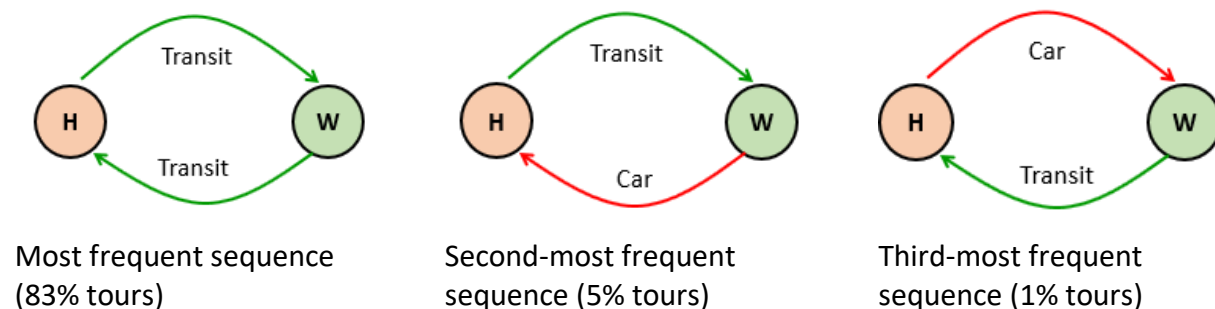 Transit
H
W
Transit
Most frequent sequence
(83% tours)
Transit
H
W
Car
Second-most frequent
sequence (5% tours)
Car
H
W
Transit
Third-most frequent
sequence (1% tours)